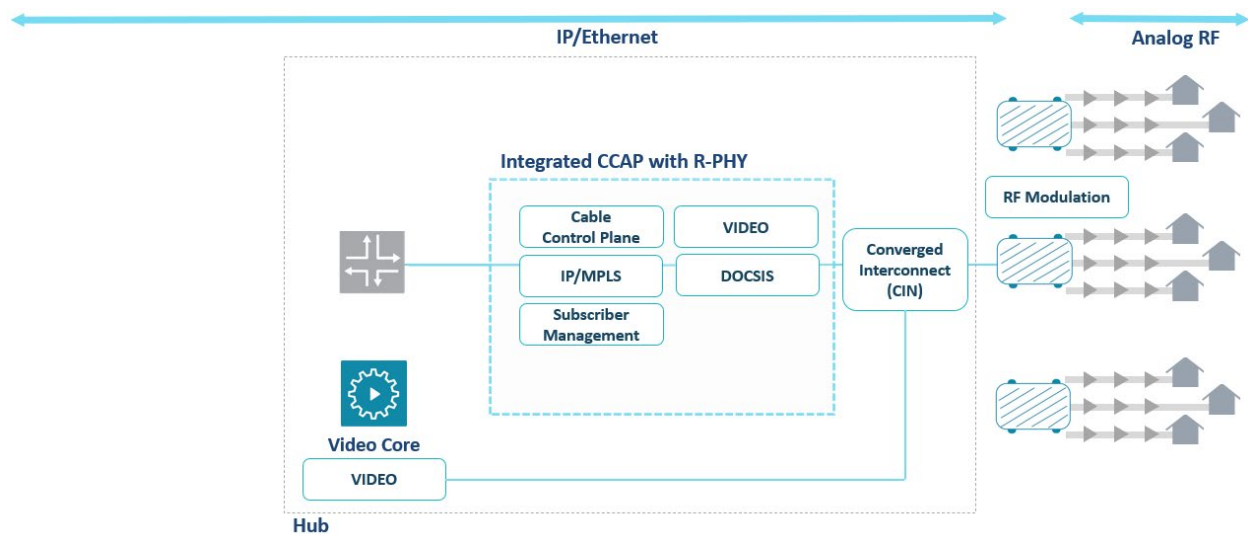 IP/Ethernet
Analog RF
Integrated CCAP with R-PHY
Cable
Control Plane
VIDEO
RF Modulation
IP/MPLS
DOCSIS
Converged
Interconnect
(CIN)
Subscriber
Management
Video Core
VIDEO
Hub